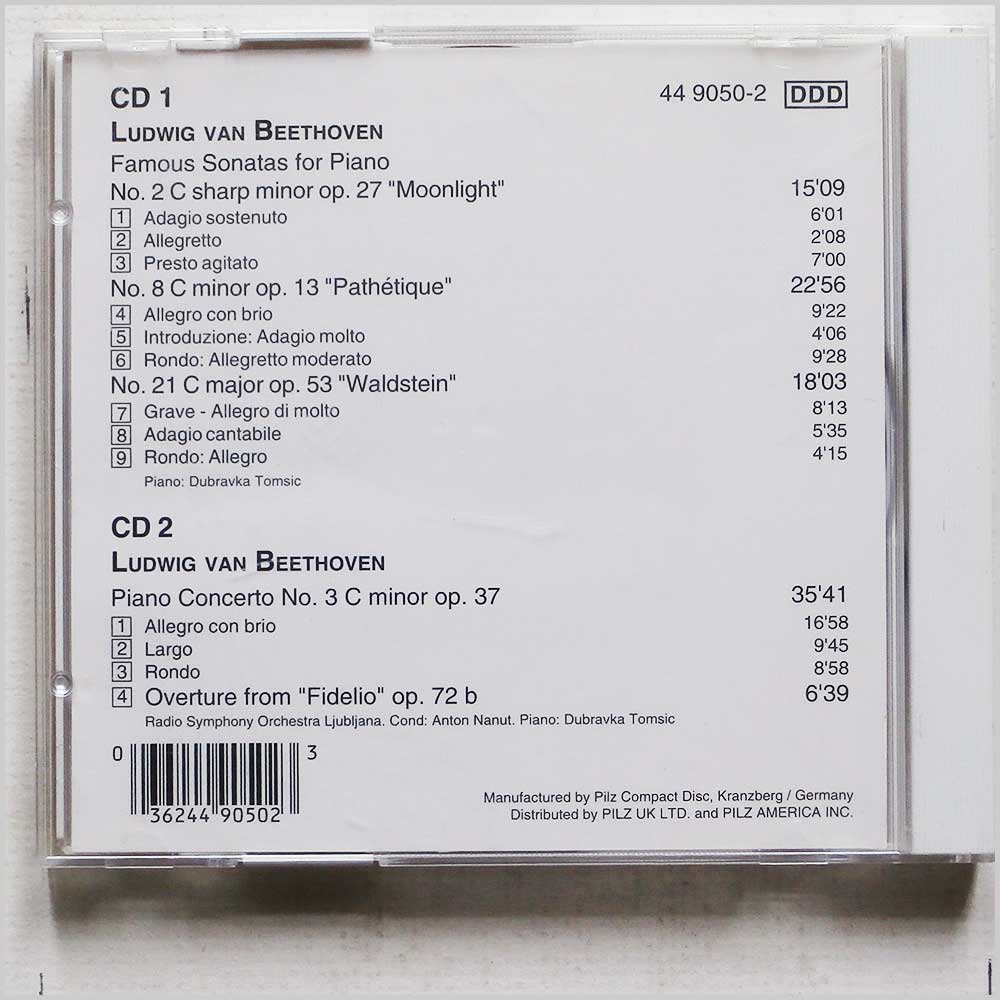 CD 1 44 9050-2 DDD
LUDWIG VAN BEETHOVEN
Famous Sonatas for Piano
No. 2 C sharp minor op. 27 "Moonlight" 15'09
1 Adagio sostenuto 6'01
2 Allegretto 2'08
3 Presto agitato 7'00
No. 8 C minor op. 13 "Pathétique" 22'56
4 Allegro con brio 9'22
5 Introduzione: Adagio molto 4'06
6 Rondo: Allegretto moderato 9'28
No. 21 C major op. 53 "Waldstein" 18'03
7 Grave - Allegro di molto 8'13
8 Adagio cantabile 5'35
9 Rondo: Allegro 4'15
Piano: Dubravka Tomsic
CD 2
LUDWIG VAN BEETHOVEN
Piano Concerto No. 3 C minor op. 37 35'41
1 Allegro con brio 16'58
2 Largo 9'45
3 Rondo 8'58
4 Overture from "Fidelio" op. 72 b 6'39
Radio Symphony Orchestra Ljubljana. Cond: Anton Nanut. Piano: Dubravka Tomsic
0 36244 90502 3
Manufactured by Pilz Compact Disc, Kranzberg / Germany
Distributed by PILZ UK LTD. and PILZ AMERICA INC.